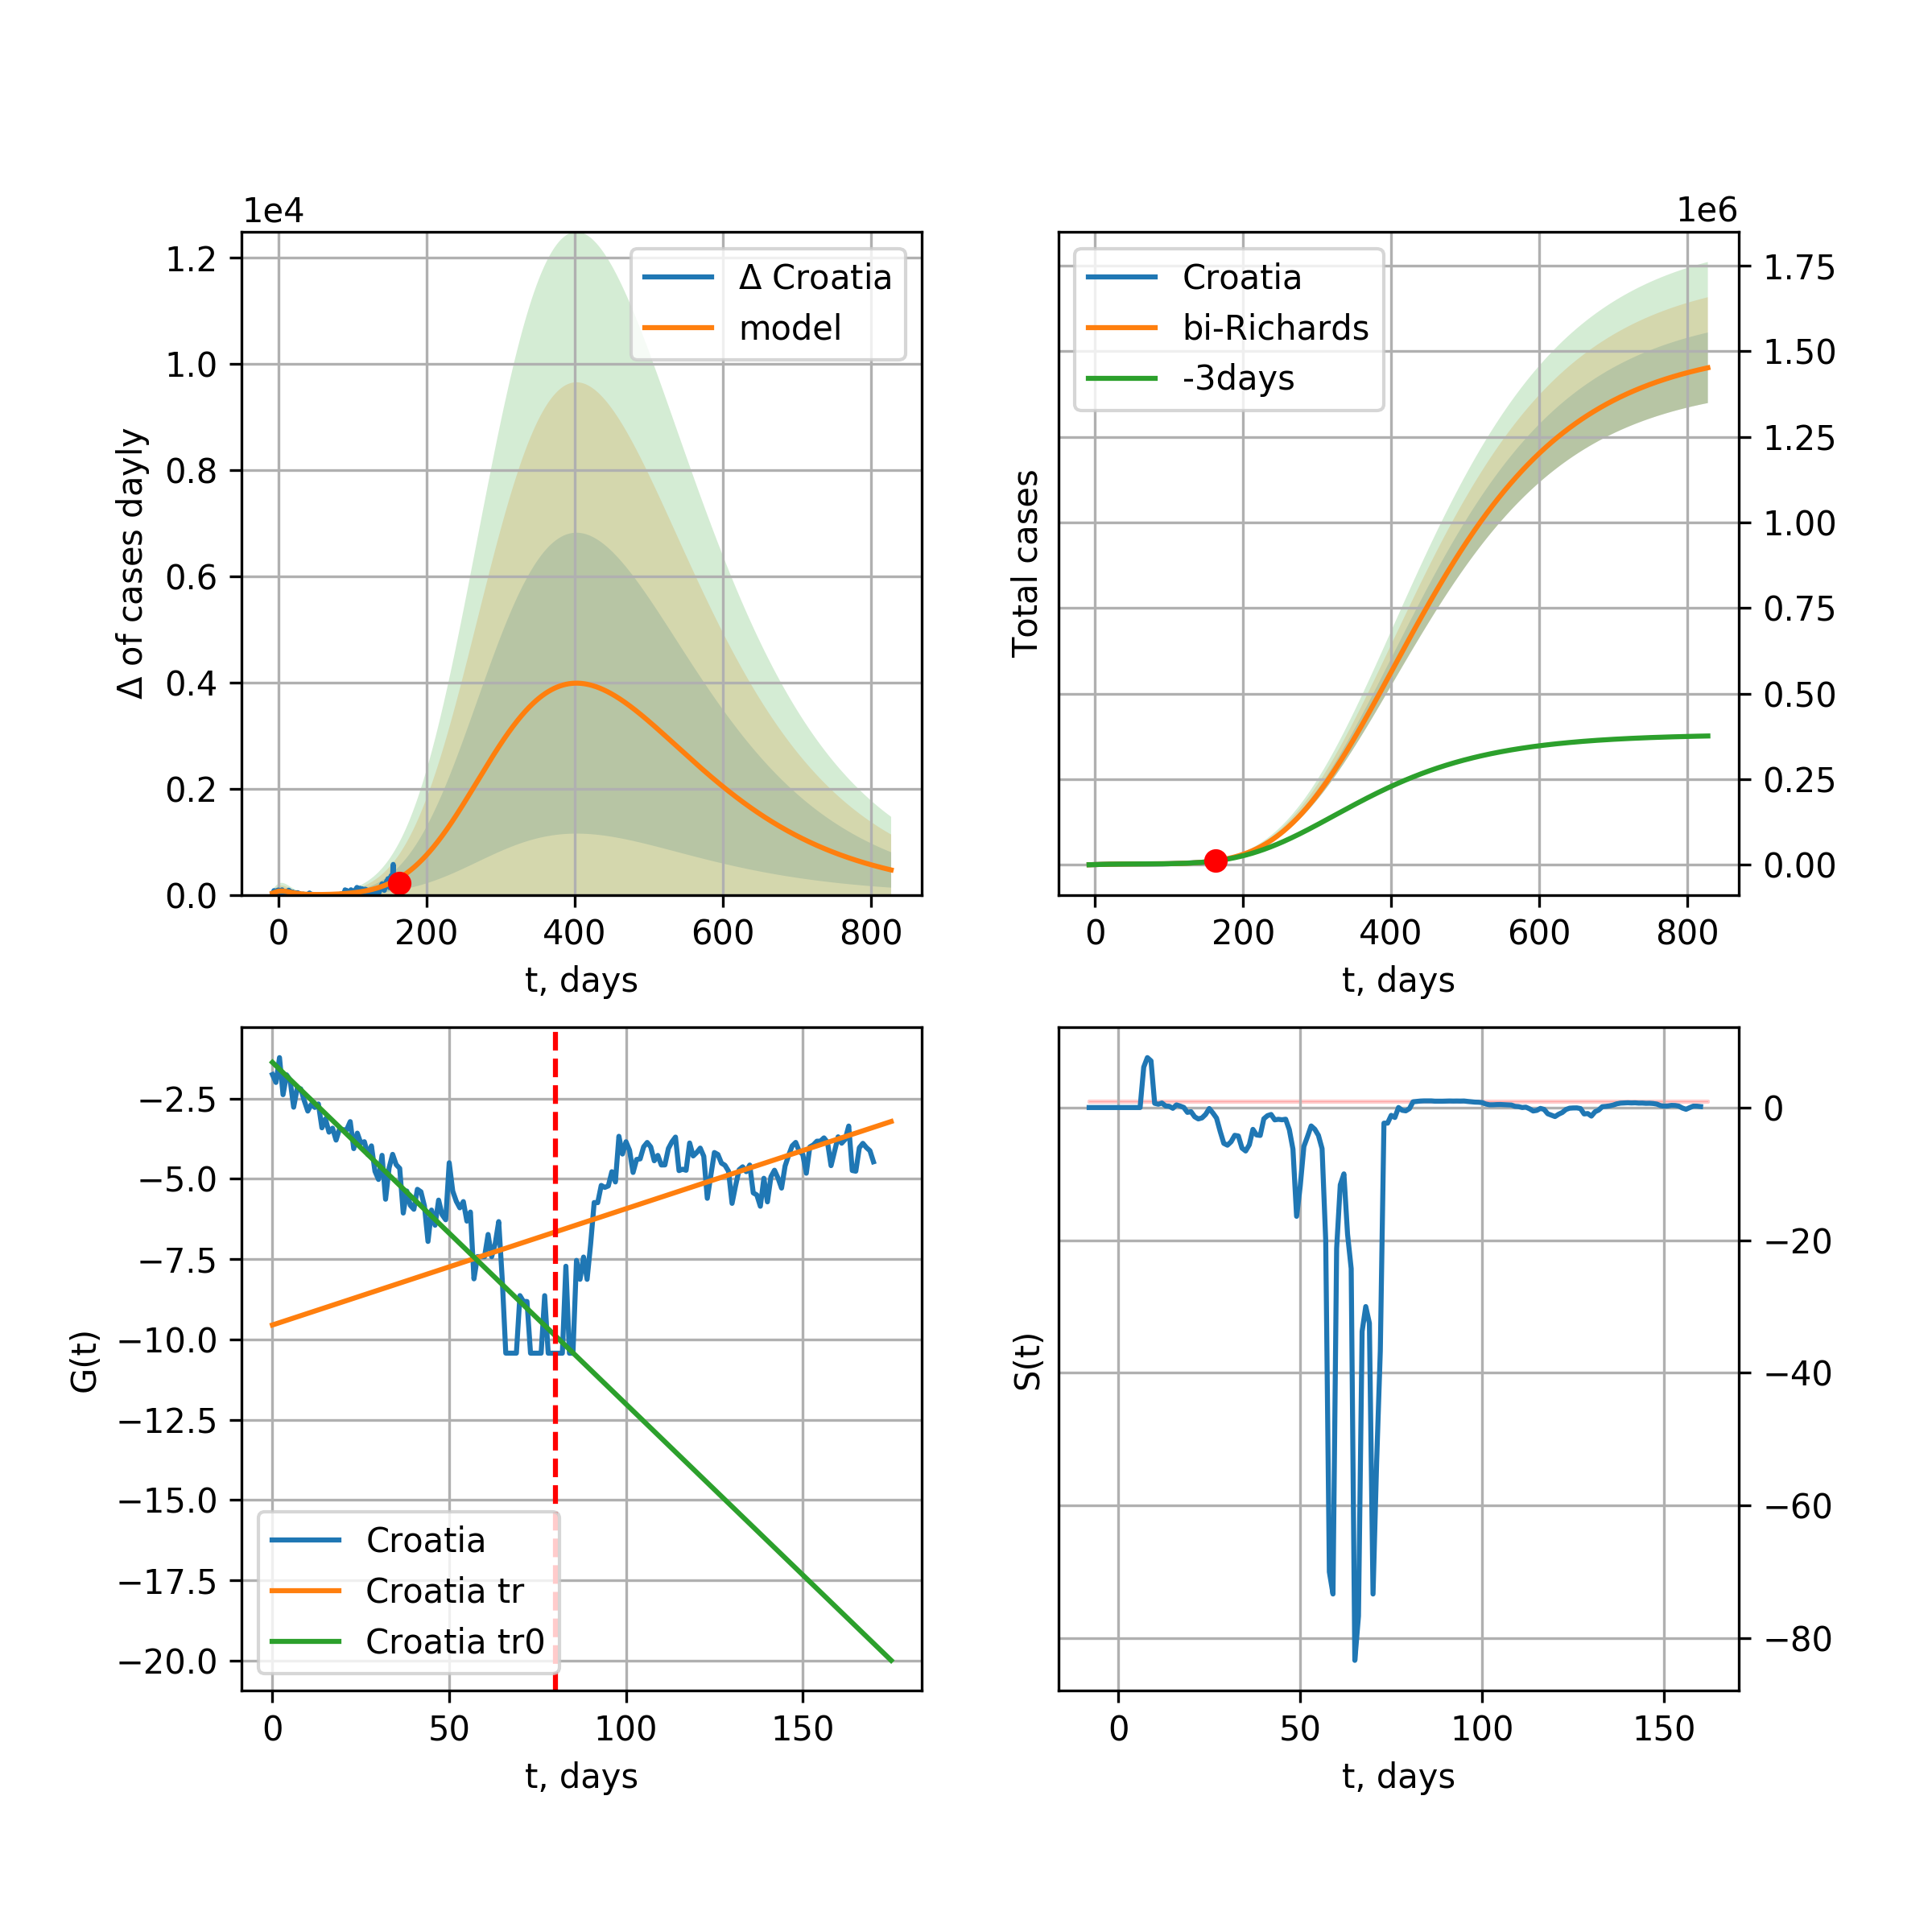 1e4
1.2
1.0
0.8
0.6
0.4
0.2
0.0
Δ of cases dayly
Δ Croatia
model
0 200 400 600 800
t, days
1e6
1.75
1.50
1.25
1.00
0.75
0.50
0.25
0.00
Total cases
Croatia
bi-Richards
-3days
0 200 400 600 800
t, days
−2.5
−5.0
−7.5
−10.0
−12.5
−15.0
−17.5
−20.0
G(t)
Croatia
Croatia tr
Croatia tr0
0 50 100 150
t, days
0
−20
−40
−60
−80
S(t)
0 50 100 150
t, days